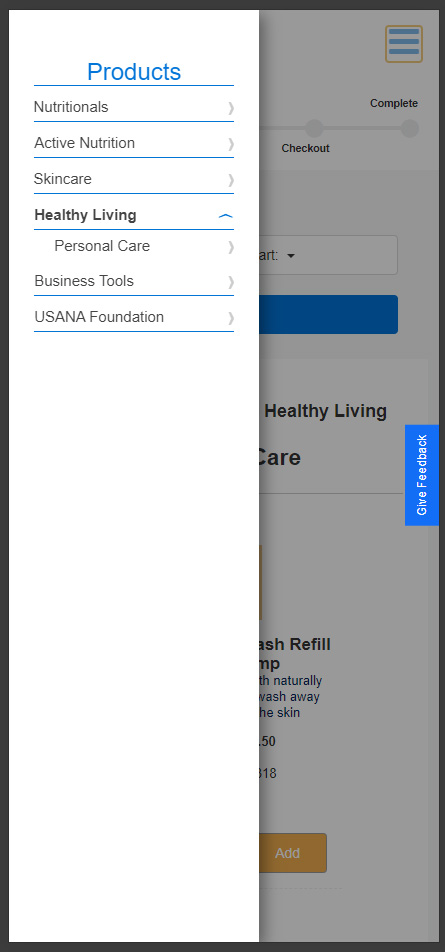 Products
Nutritionals
Active Nutrition
Skincare
Healthy Living
Personal Care
Business Tools
USANA Foundation
Complete
Checkout
art:
Healthy Living
Care
Give Feedback
ash Refill
mp
th naturally
wash away
he skin
.50
318
Add